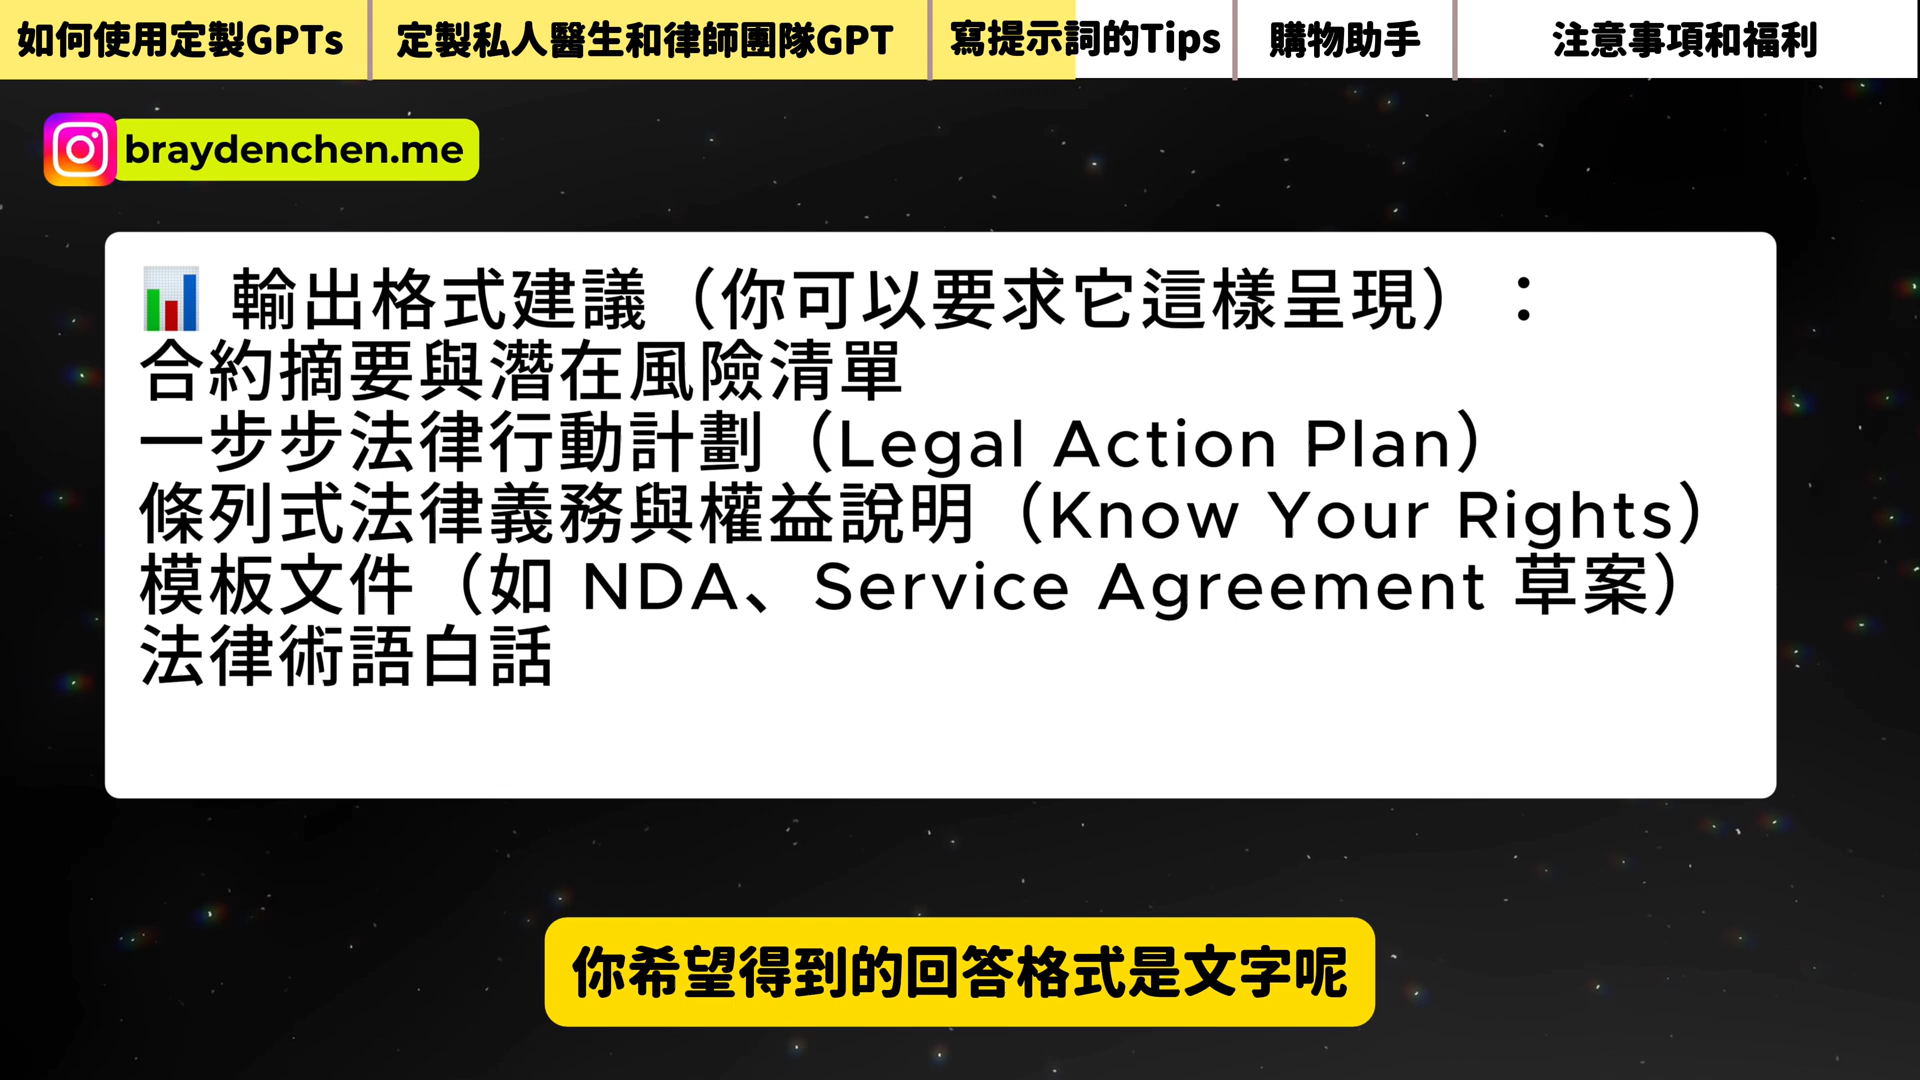 如何使用定製GPTs
定製私人醫生和律師團隊GPT
寫提示詞的Tips
購物助手
注意事項和福利
braydenchen.me
📊 輸出格式建議（你可以要求它這樣呈現）：
合約摘要與潛在風險清單
一步步法律行動計劃（Legal Action Plan）
條列式法律義務與權益說明（Know Your Rights）
模板文件（如 NDA、Service Agreement 草案）
法律術語白話
你希望得到的回答格式是文字呢